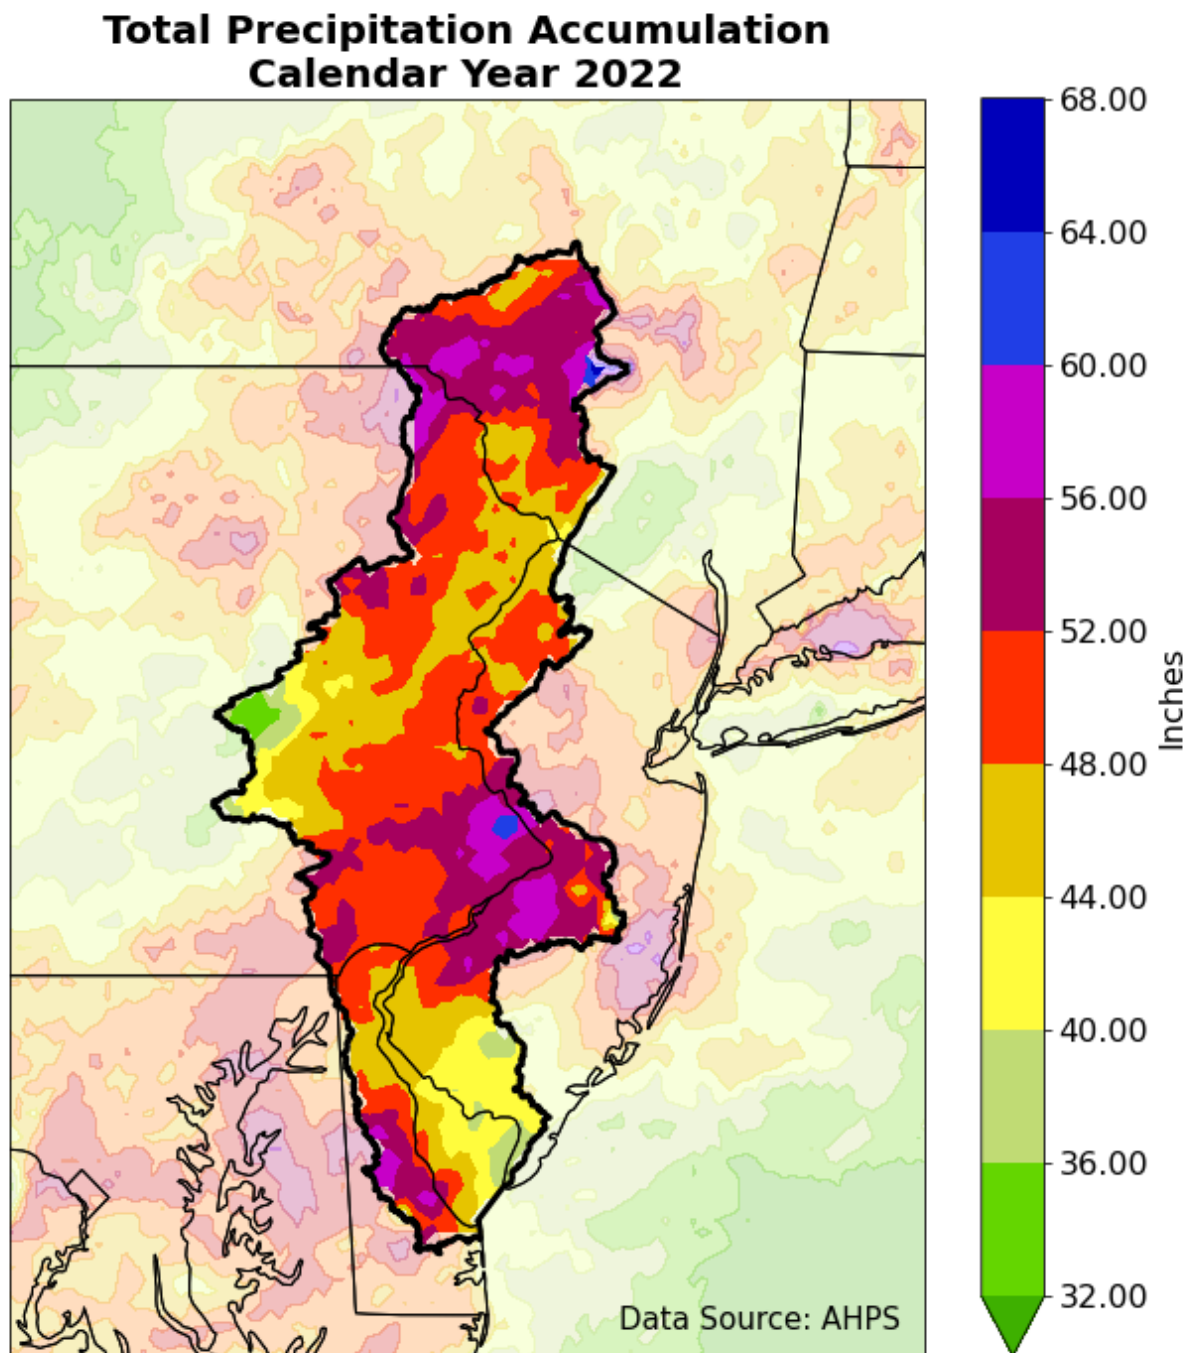 Total Precipitation Accumulation
Calendar Year 2022
68.00
64.00
60.00
56.00
52.00
48.00
44.00
40.00
36.00
32.00
Inches
Data Source: AHPS